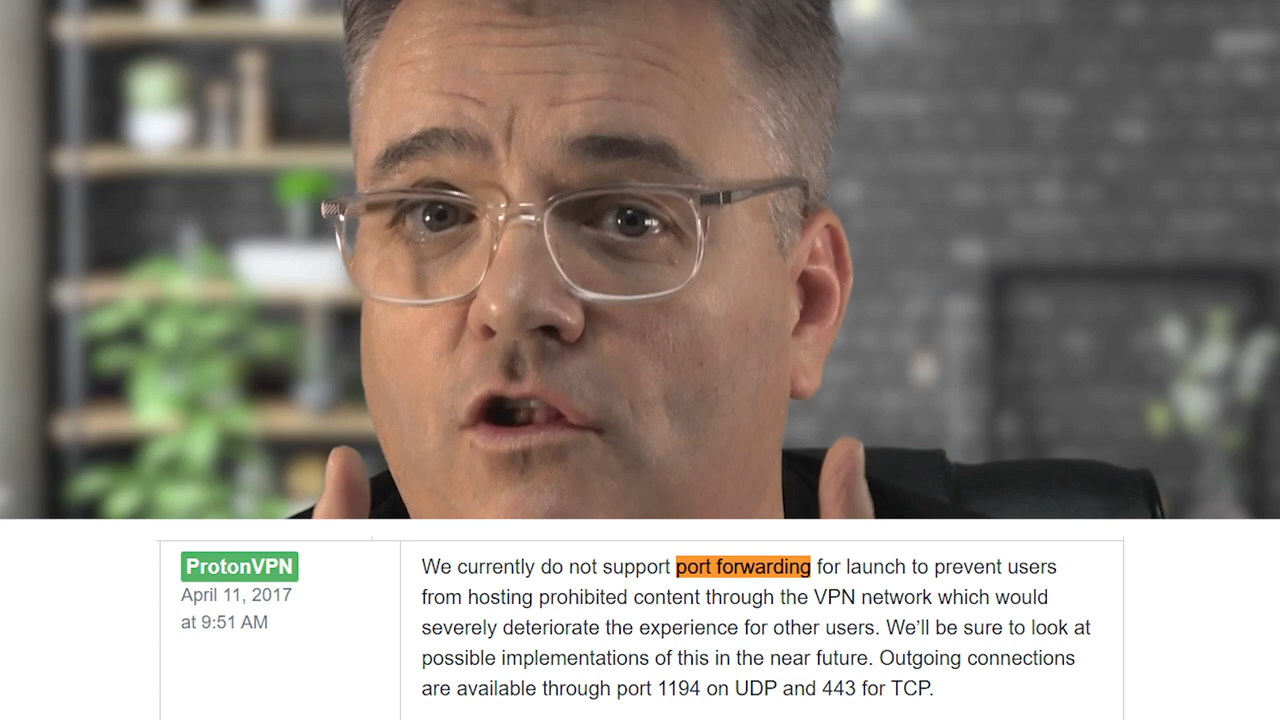 ProtonVPN
April 11, 2017
at 9:51 AM
We currently do not support port forwarding for launch to prevent users
from hosting prohibited content through the VPN network which would
severely deteriorate the experience for other users. We’ll be sure to look at
possible implementations of this in the near future. Outgoing connections
are available through port 1194 on UDP and 443 for TCP.